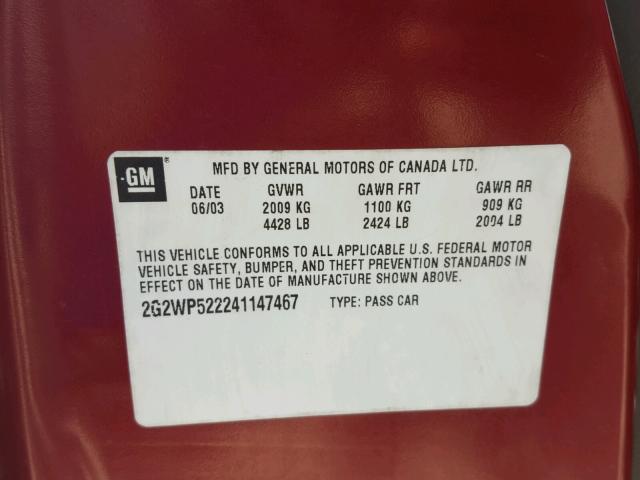 GM® MFD BY GENERAL MOTORS OF CANADA LTD.
DATE GVWR GAWR FRT GAWR RR
06/03 2009 KG 1100 KG 909 KG
4428 LB 2424 LB 2004 LB
THIS VEHICLE CONFORMS TO ALL APPLICABLE U.S. FEDERAL MOTOR
VEHICLE SAFETY, BUMPER, AND THEFT PREVENTION STANDARDS IN
EFFECT ON THE DATE OF MANUFACTURE SHOWN ABOVE.
2G2WP522241147467 TYPE: PASS CAR